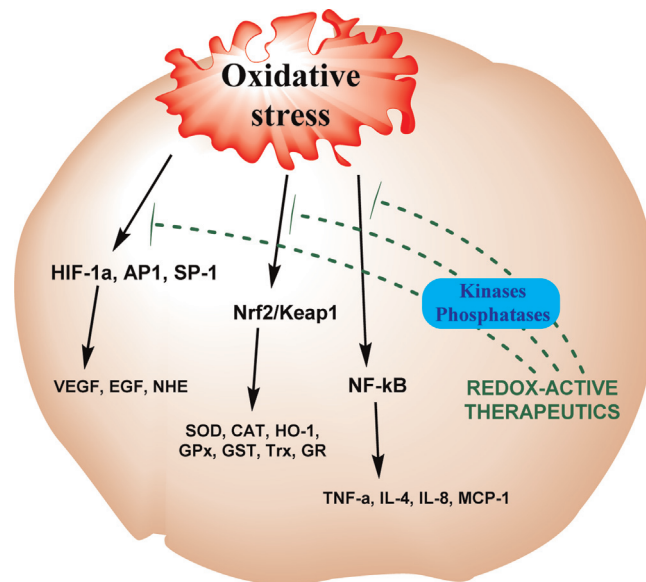 Oxidative
stress
HIF-1a, AP1, SP-1
Kinases
Phosphatases
Nrf2/Keap1
VEGF, EGF, NHE
NF-kB
REDOX-ACTIVE
THERAPEUTICS
SOD, CAT, HO-1,
GPx, GST, Trx, GR
TNF-a, IL-4, IL-8, MCP-1